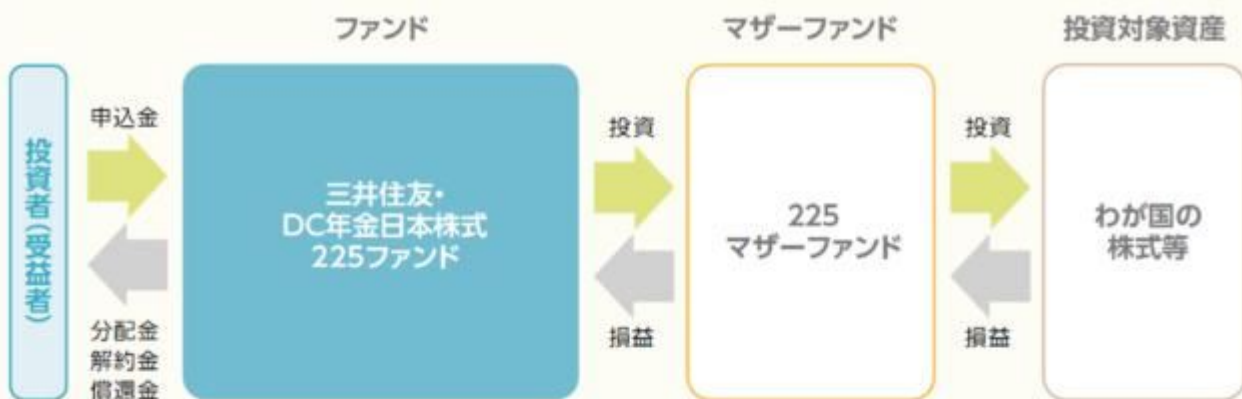 ファンド
マザーファンド
投資対象資産
投資者(受益者)
申込金
分配金
解約金
償還金
三井住友・
DC年金日本株式
225ファンド
投資
損益
225
マザーファンド
投資
損益
わが国の
株式等